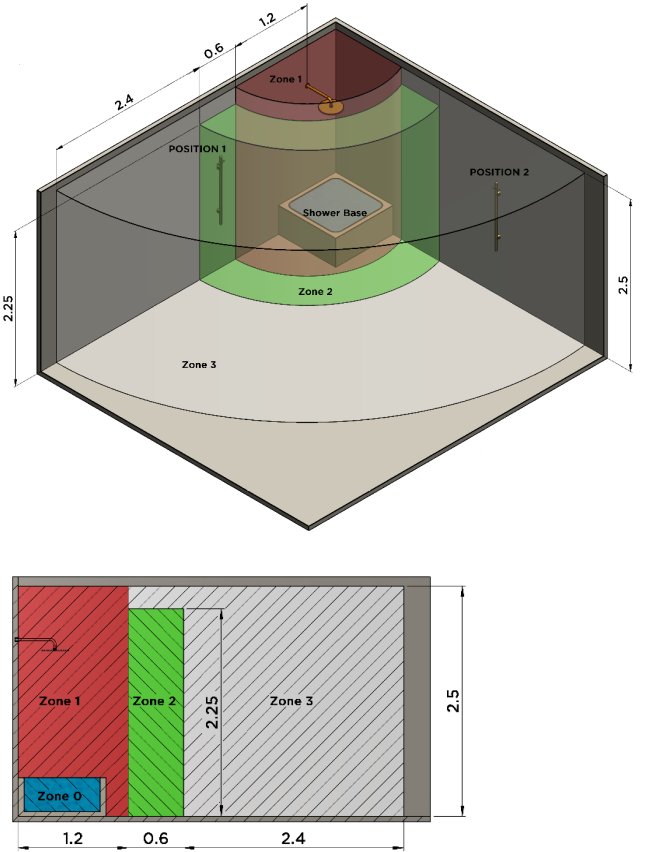 1.2
0.6
2.4
Zone 1
POSITION 1
POSITION 2
Shower Base
Zone 2
2.25
2.5
Zone 3
Zone 1
Zone 2
2.25
Zone 3
2.5
Zone 0
1.2
0.6
2.4